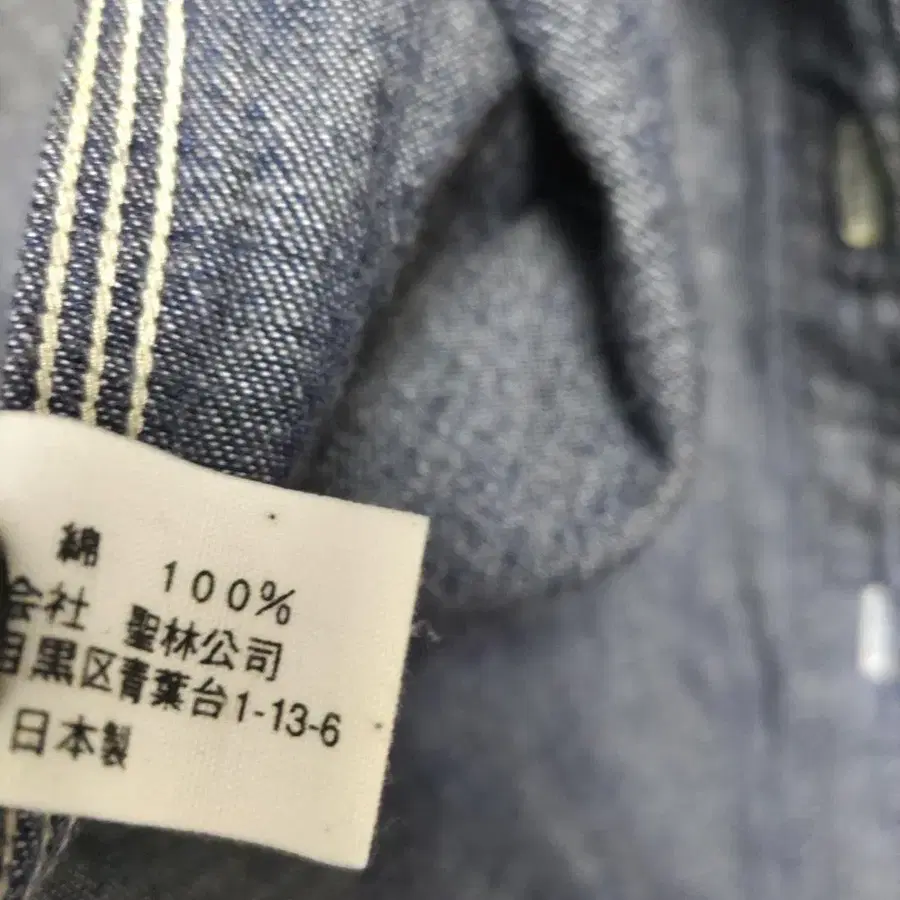 綿 100%
会社 聖林公司
目黒区青葉台1-13-6
日本製